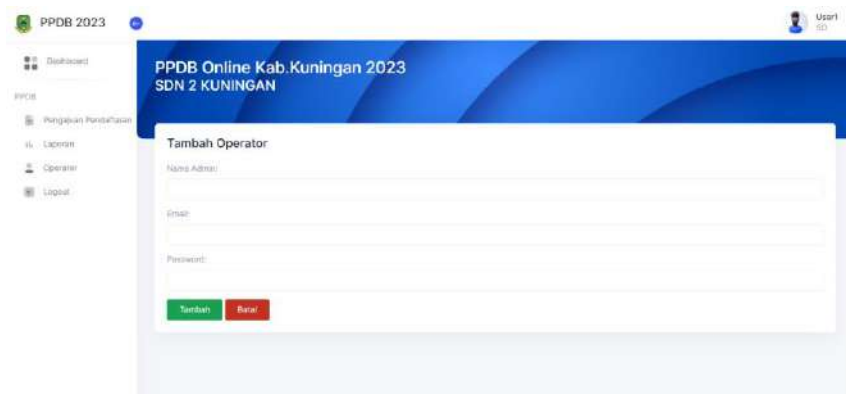 PPDB 2023
Usar1
SD
Dashboard
PPDB
Pengajuan Pendaftaran
Laporan
Operator
Logout
PPDB Online Kab.Kuningan 2023
SDN 2 KUNINGAN
Tambah Operator
Nama Admin:
Email:
Password:
Tambah
Batal